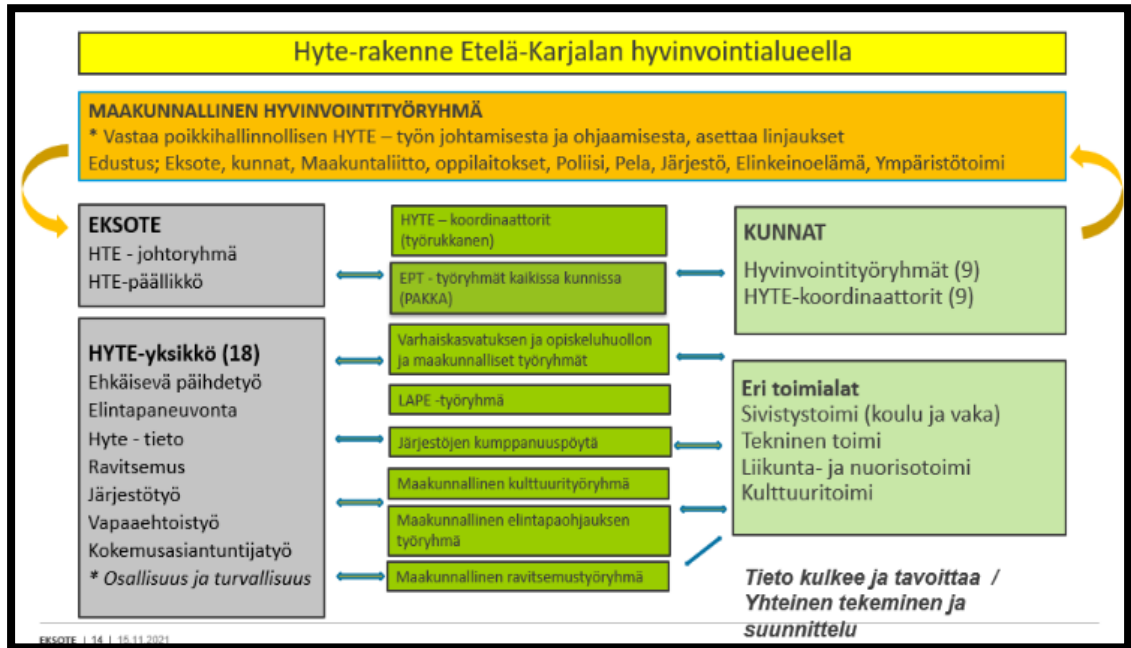 Hyte-rakenne Etelä-Karjalan hyvinvointialueella
MAAKUNNALLINEN HYVINVOINTITYÖRYHMÄ
* Vastaa poikkihallinnollisen HYTE – työn johtamisesta ja ohjaamisesta, asettaa linjaukset
Edustus; Eksote, kunnat, Maakuntaliitto, oppilaitokset, Poliisi, Pela, Järjestö, Elinkeinoelämä, Ympäristötoimi
EKSOTE
HTE - johtoryhmä
HTE-päällikkö
HYTE-yksikkö (18)
Ehkäisevä päihdetyö
Elintapaneuvonta
Hyte - tieto
Ravitsemus
Järjestötyö
Vapaaehtoistyö
Kokemusasiantuntijatyö
* Osallisuus ja turvallisuus
HYTE – koordinaattorit
(työrukkanen)
EPT - työryhmät kaikissa kunnissa
(PAKKA)
Varhaiskasvatuksen ja opiskeluhuollon
ja maakunnalliset työryhmät
LAPE -työryhmä
Järjestöjen kumppanuuspöytä
Maakunnallinen kulttuurityöryhmä
Maakunnallinen elintapaohjauksen
työryhmä
Maakunnallinen ravitsemustyöryhmä
KUNNAT
Hyvinvointityöryhmät (9)
HYTE-koordinaattorit (9)
Eri toimialat
Sivistystoimi (koulu ja vaka)
Tekninen toimi
Liikunta- ja nuorisotoimi
Kulttuuritoimi
Tieto kulkee ja tavoittaa /
Yhteinen tekeminen ja
suunnittelu
EKSOTE | 14 | 15.11.2021